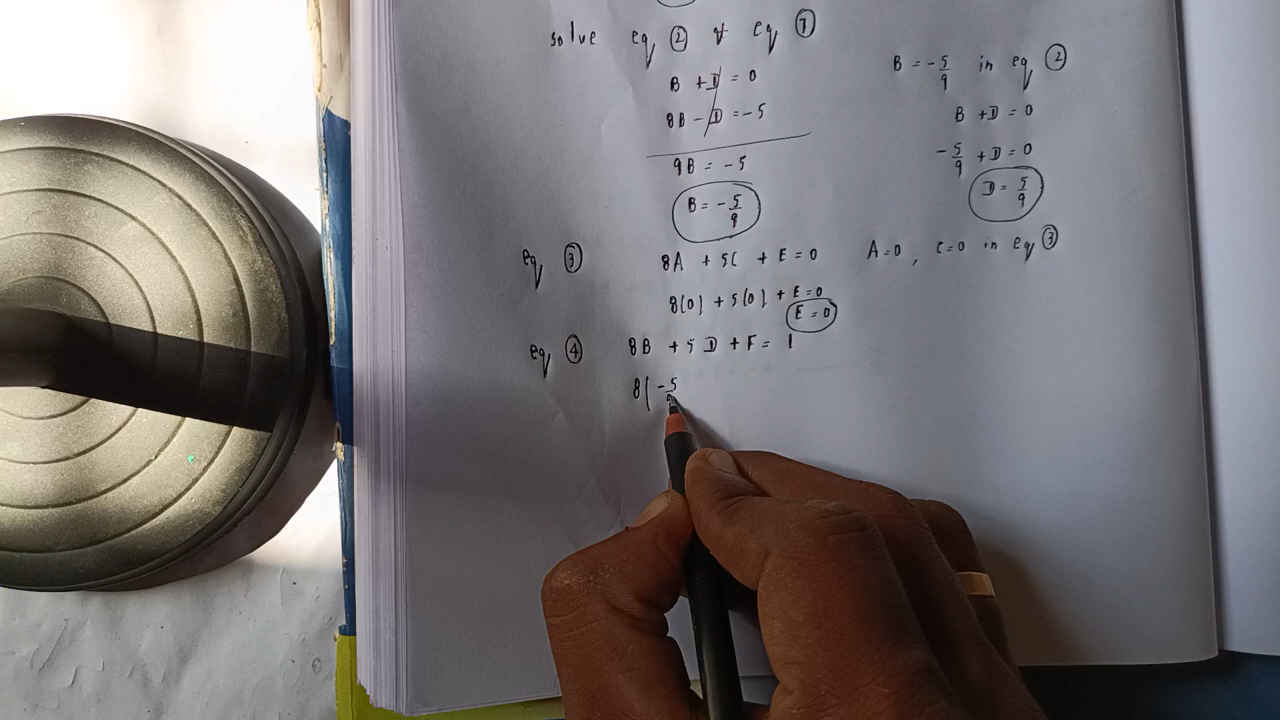 solve eq ② & eq ⑦
B + D = 0
8B - D = -5
9B = -5
B = -5/9
B = -5/9 in eq ②
B + D = 0
-5/9 + D = 0
D = 5/9
eq ③ 8A + 5C + E = 0 A=0, C=0 in eq ③
8(0) + 5(0) + E=0
E = 0
eq ④ 8B + 5D + F = 1
8(-5/9